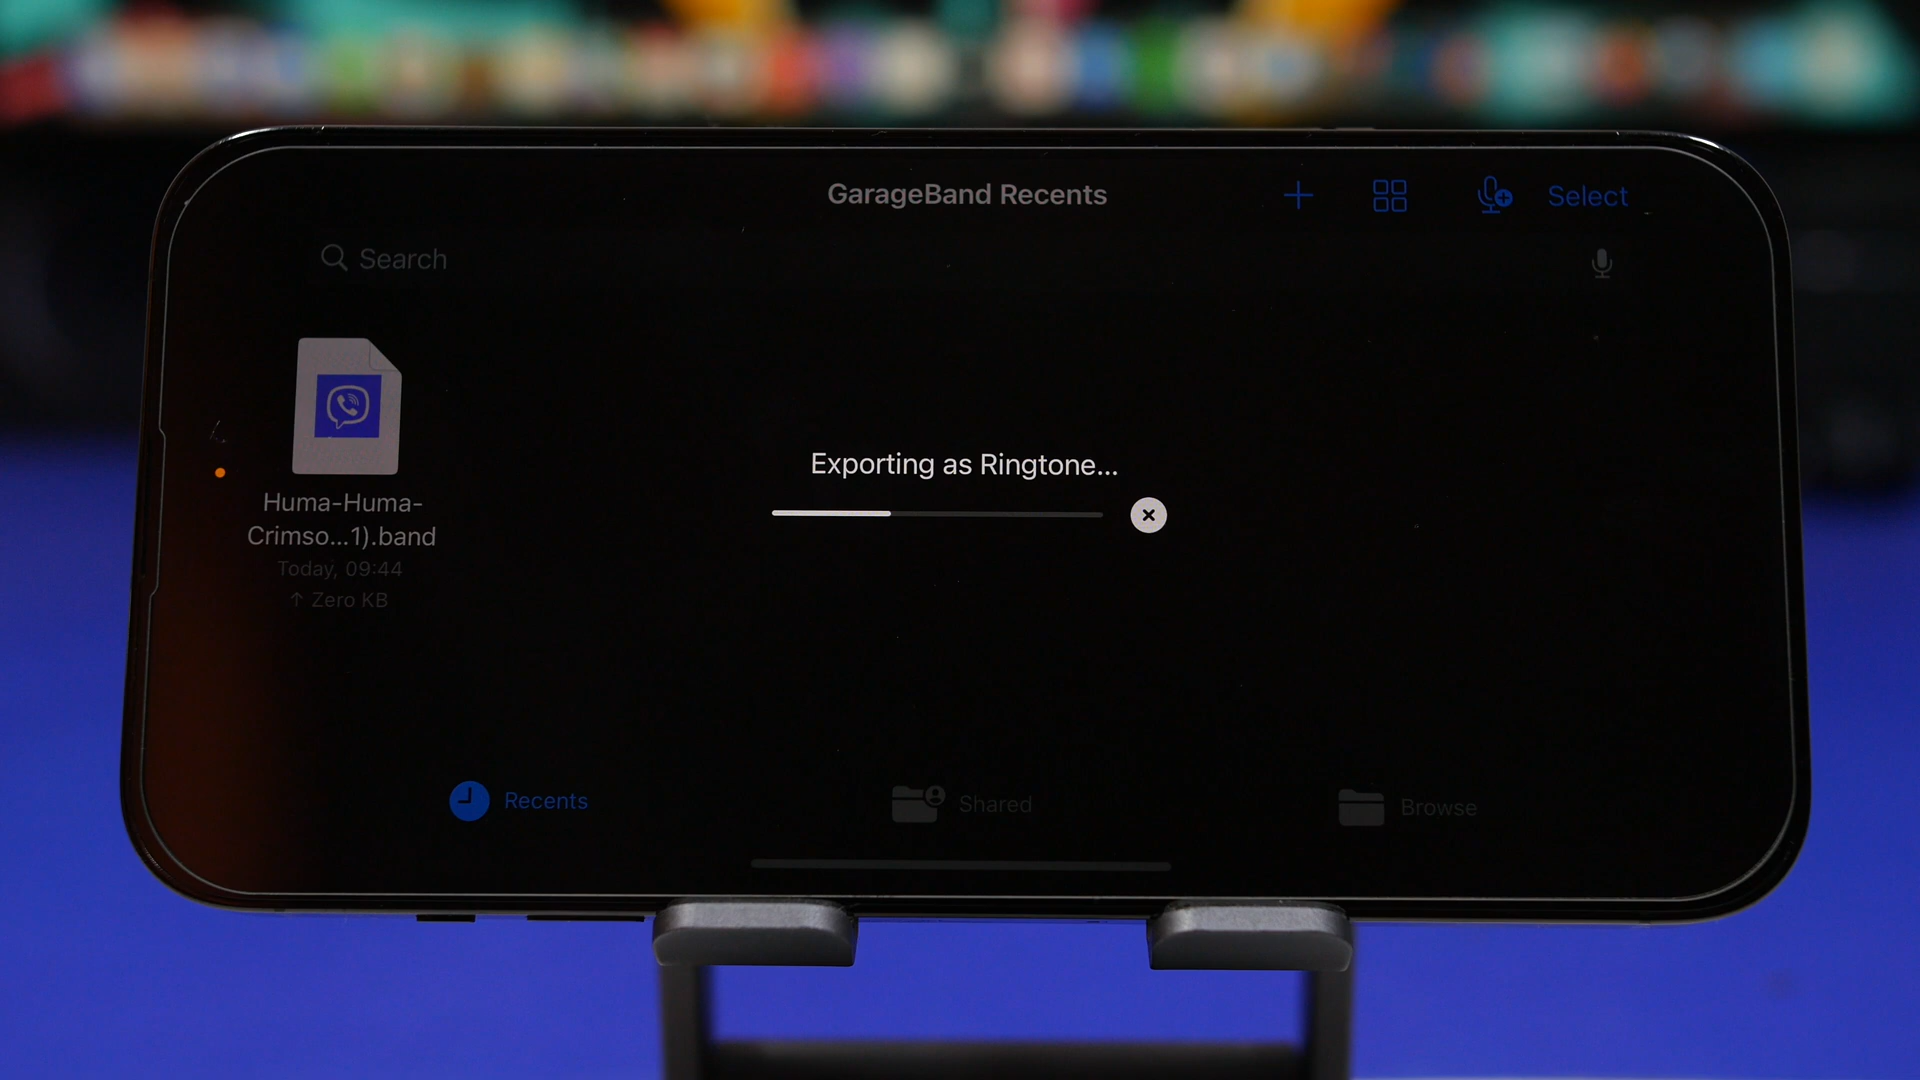 GarageBand Recents
Select
Search
Exporting as Ringtone...
Huma-Huma-
Crimso...1).band
Today, 09:44
↑ Zero KB
Recents
Shared
Browse